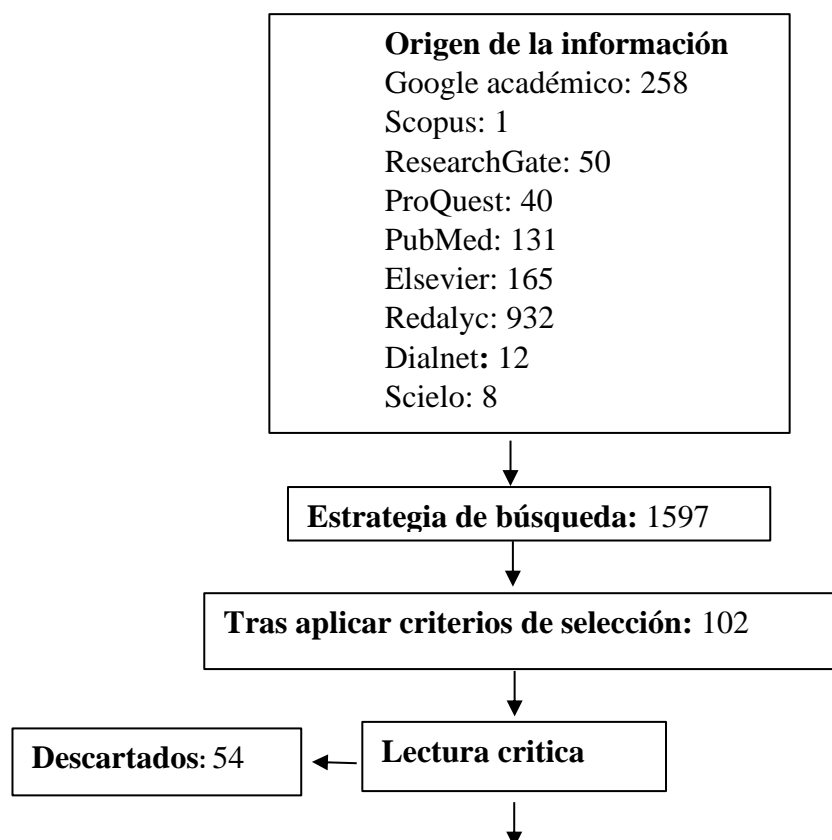 Origen de la información
Google académico: 258
Scopus: 1
ResearchGate: 50
ProQuest: 40
PubMed: 131
Elsevier: 165
Redalyc: 932
Dialnet: 12
Scielo: 8
Estrategia de búsqueda: 1597
Tras aplicar criterios de selección: 102
Descartados: 54
Lectura critica